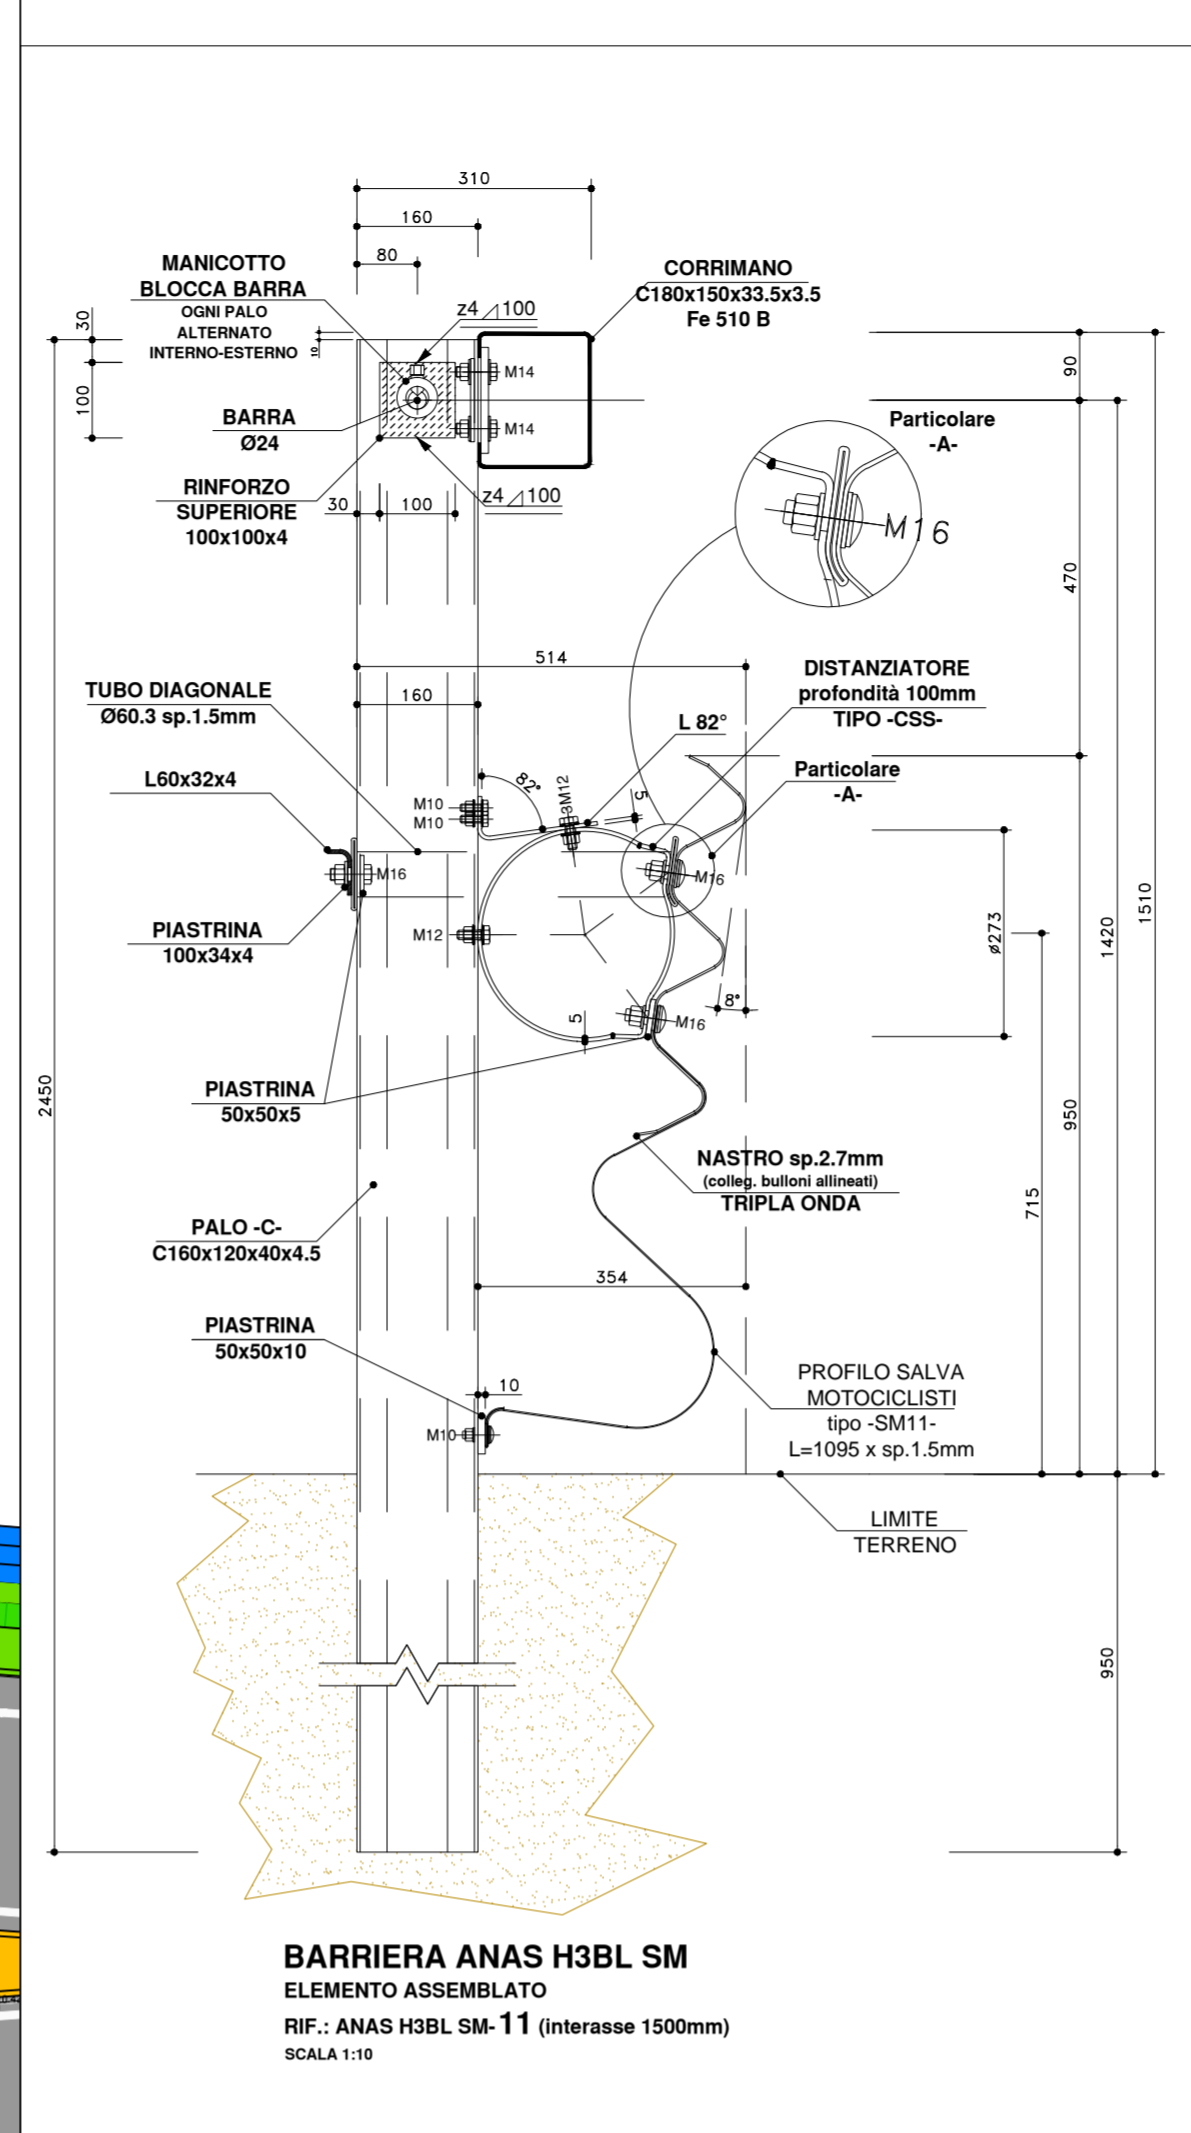 310
160
80
MANICOTTO
BLOCCA BARRA
OGNI PALO
ALTERNATO
INTERNO-ESTERNO
10
30
100
z4 100
CORRIMANO
C180x150x33.5x3.5
Fe 510 B
M14
M14
BARRA
Ø24
RINFORZO
SUPERIORE
100x100x4
30
100
z4 100
90
Particolare
-A-
M16
470
514
160
TUBO DIAGONALE
Ø60.3 sp.1.5mm
L60x32x4
DISTANZIATORE
profondità 100mm
TIPO -CSS-
L 82°
Particolare
-A-
82°
3M12
5
M10
M10
M16
M16
PIASTRINA
100x34x4
M12
Ø273
1510
1420
8°
5
M16
2450
PIASTRINA
50x50x5
950
NASTRO sp.2.7mm
(colleg. bulloni allineati)
TRIPLA ONDA
715
PALO -C-
C160x120x40x4.5
354
PIASTRINA
50x50x10
10
M10
PROFILO SALVA
MOTOCICLISTI
tipo -SM11-
L=1095 x sp.1.5mm
LIMITE
TERRENO
950
BARRIERA ANAS H3BL SM
ELEMENTO ASSEMBLATO
RIF.: ANAS H3BL SM-11 (interasse 1500mm)
SCALA 1:10